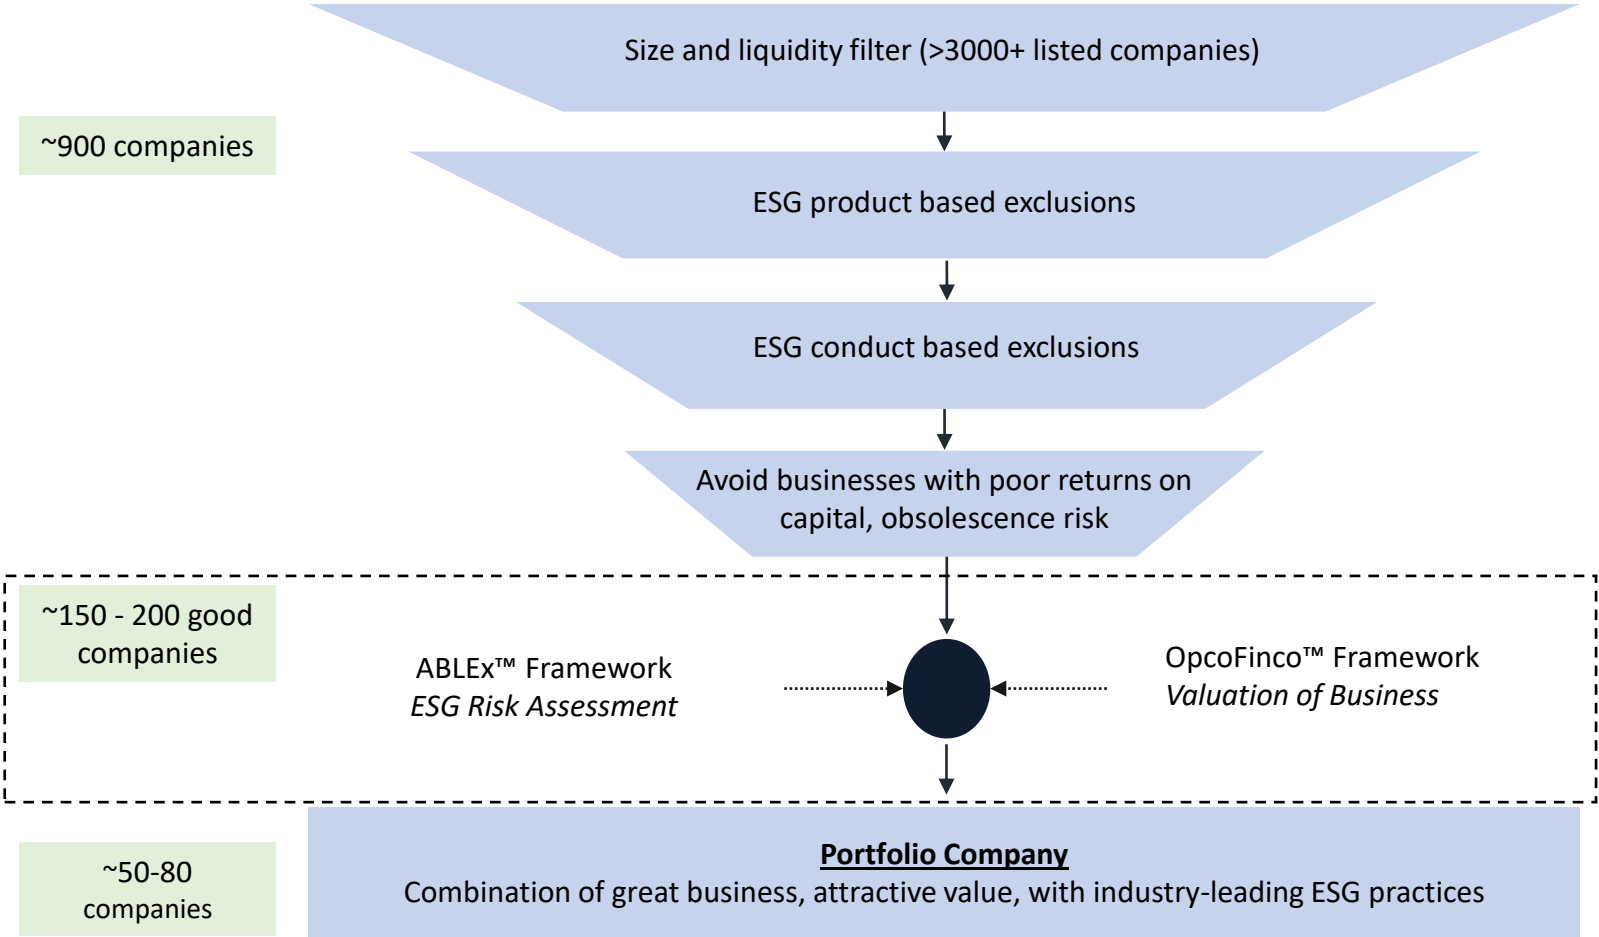 Size and liquidity filter (>3000+ listed companies)
~900 companies
ESG product based exclusions
ESG conduct based exclusions
Avoid businesses with poor returns on
capital, obsolescence risk
~150 - 200 good
companies
ABLEx™ Framework
ESG Risk Assessment
OpcoFinco™ Framework
Valuation of Business
~50-80
companies
Portfolio Company
Combination of great business, attractive value, with industry-leading ESG practices